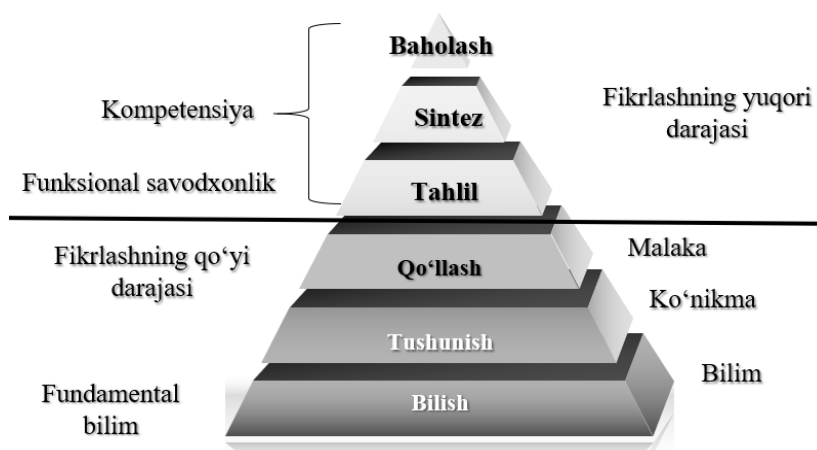 Baholash
Kompetensiya
Sintez
Fikrlashning yuqori
darajasi
Funksional savodxonlik
Tahlil
Fikrlashning qo‘yi
darajasi
Qo‘llash
Malaka
Ko‘nikma
Tushunish
Bilim
Fundamental
bilim
Bilish